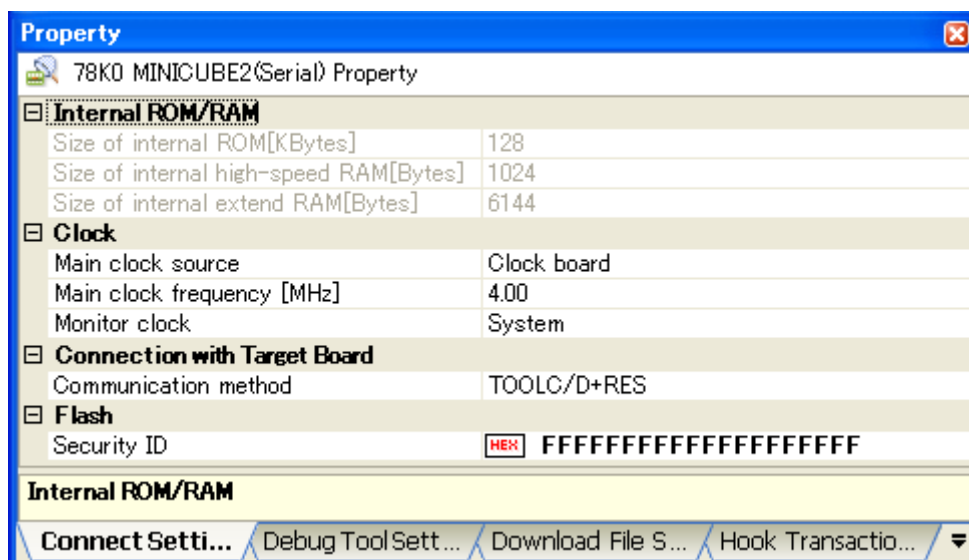 Property
78K0 MINICUBE2(Serial) Property
Internal ROM/RAM
Size of internal ROM[KBytes] 128
Size of internal high-speed RAM[Bytes] 1024
Size of internal extend RAM[Bytes] 6144
Clock
Main clock source Clock board
Main clock frequency [MHz] 4.00
Monitor clock System
Connection with Target Board
Communication method TOOLC/D+RES
Flash
Security ID HEX FFFFFFFFFFFFFFFFFFFF
Internal ROM/RAM
Connect Setti... Debug Tool Sett... Download File S... Hook Transactio...